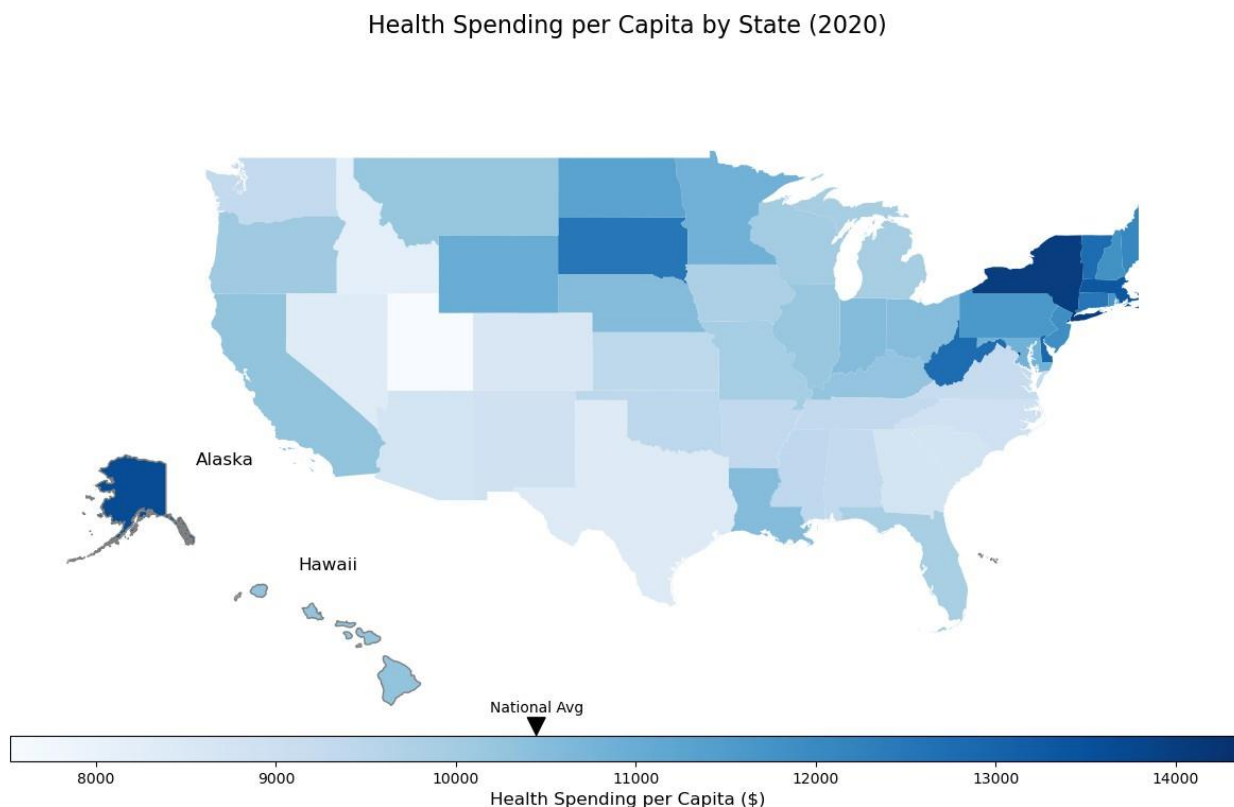 Health Spending per Capita by State (2020)
Alaska
Hawaii
National Avg
8000 9000 10000 11000 12000 13000 14000
Health Spending per Capita ($)